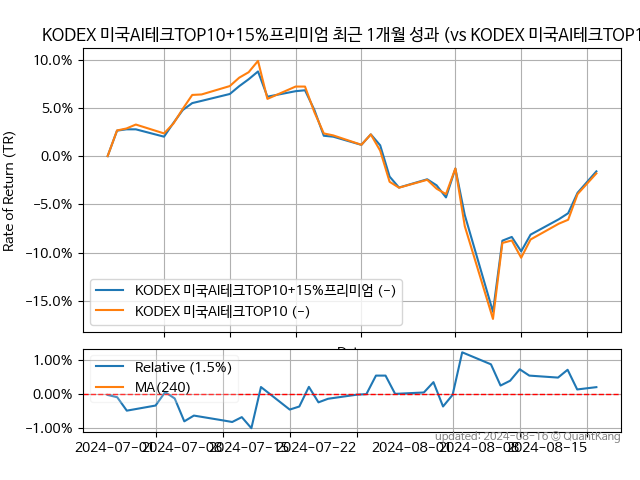 KODEX 미국AI테크TOP10+15%프리미엄 최근 1개월 성과 (vs KODEX 미국AI테크TOP1
Rate of Return (TR)
10.0%
5.0%
0.0%
−5.0%
−10.0%
−15.0%
KODEX 미국AI테크TOP10+15%프리미엄 (-)
KODEX 미국AI테크TOP10 (-)
1.00%
0.00%
−1.00%
Relative (1.5%)
MA(240)
updated: 2024-08-16 © QuantKang
2024-07-01 2024-07-08 2024-07-15 2024-07-22 2024-08-01 2024-08-08 2024-08-15